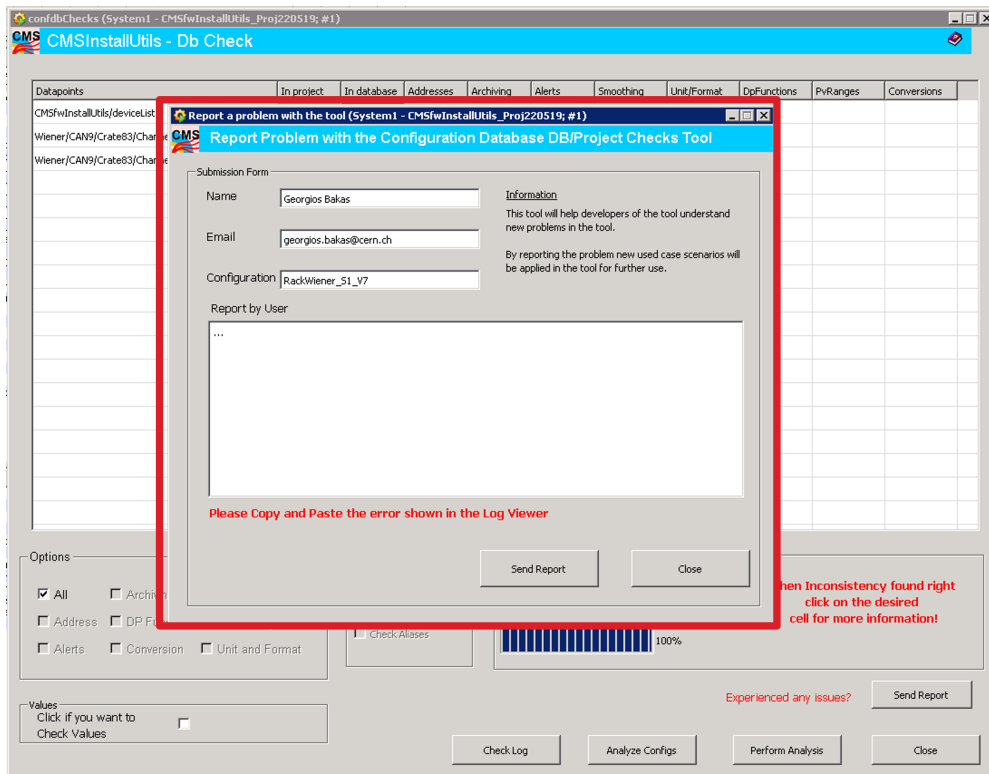 confdbChecks (System1 - CMSfwInstallUtils_Proj220519; #1)
CMS
CMSInstallUtils - Db Check
Datapoints In project In database Addresses Archiving Alerts Smoothing Unit/Format DpFunctions PvRanges Conversions
CMSfwInstallUtils/deviceList
Wiener/CAN9/Crate83/Channe
Wiener/CAN9/Crate83/Channe
Report a problem with the tool (System1 - CMSfwInstallUtils_Proj220519; #1)
CMS
Report Problem with the Configuration Database DB/Project Checks Tool
Submission Form
Name
Georgios Bakas
Email
georgios.bakas@cern.ch
Configuration
RackWiener_S1_V7
Information
This tool will help developers of the tool understand
new problems in the tool.
By reporting the problem new used case scenarios will
be applied in the tool for further use.
Report by User
...
Please Copy and Paste the error shown in the Log Viewer
Send Report
Close
Options
All
Archivin
Address
DP Fu
Alerts
Conversion
Unit and Format
Check Aliases
100%
hen Inconsistency found right
click on the desired
cell for more information!
Values
Click if you want to
Check Values
Experienced any issues?
Send Report
Check Log
Analyze Configs
Perform Analysis
Close